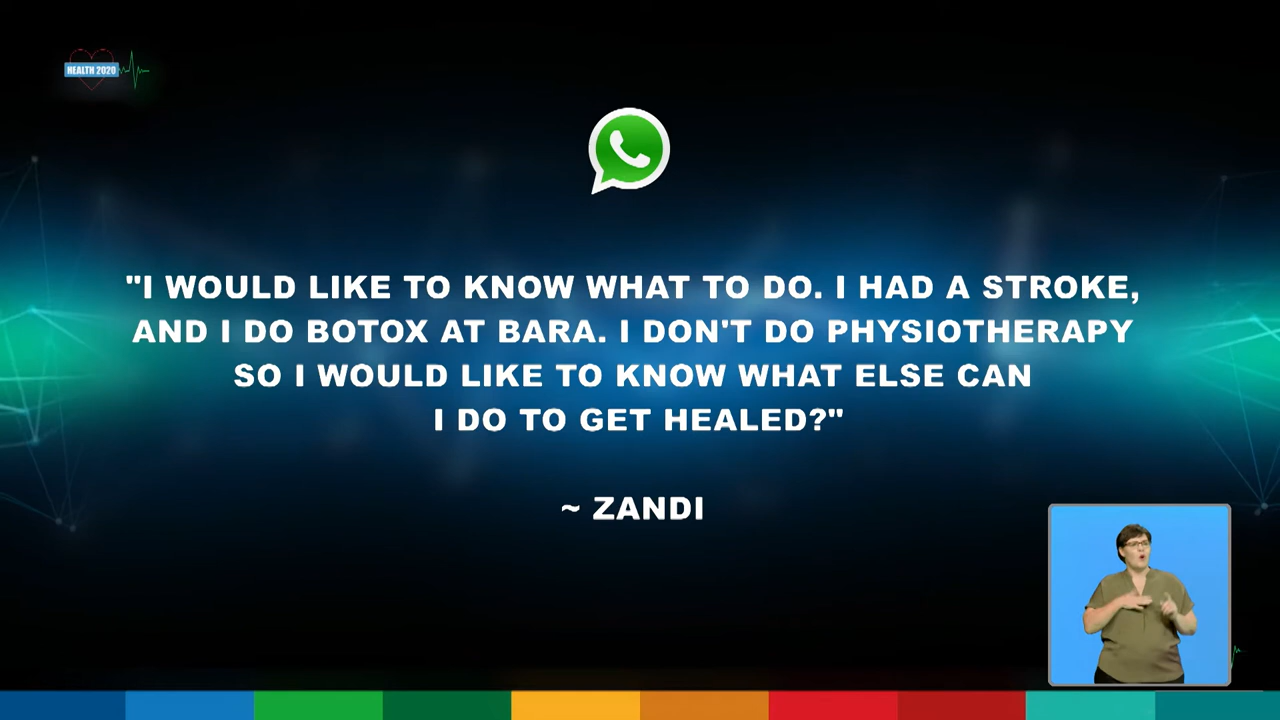 HEALTH 2020
"I WOULD LIKE TO KNOW WHAT TO DO. I HAD A STROKE,
AND I DO BOTOX AT BARA. I DON'T DO PHYSIOTHERAPY
SO I WOULD LIKE TO KNOW WHAT ELSE CAN
I DO TO GET HEALED?"
~ ZANDI